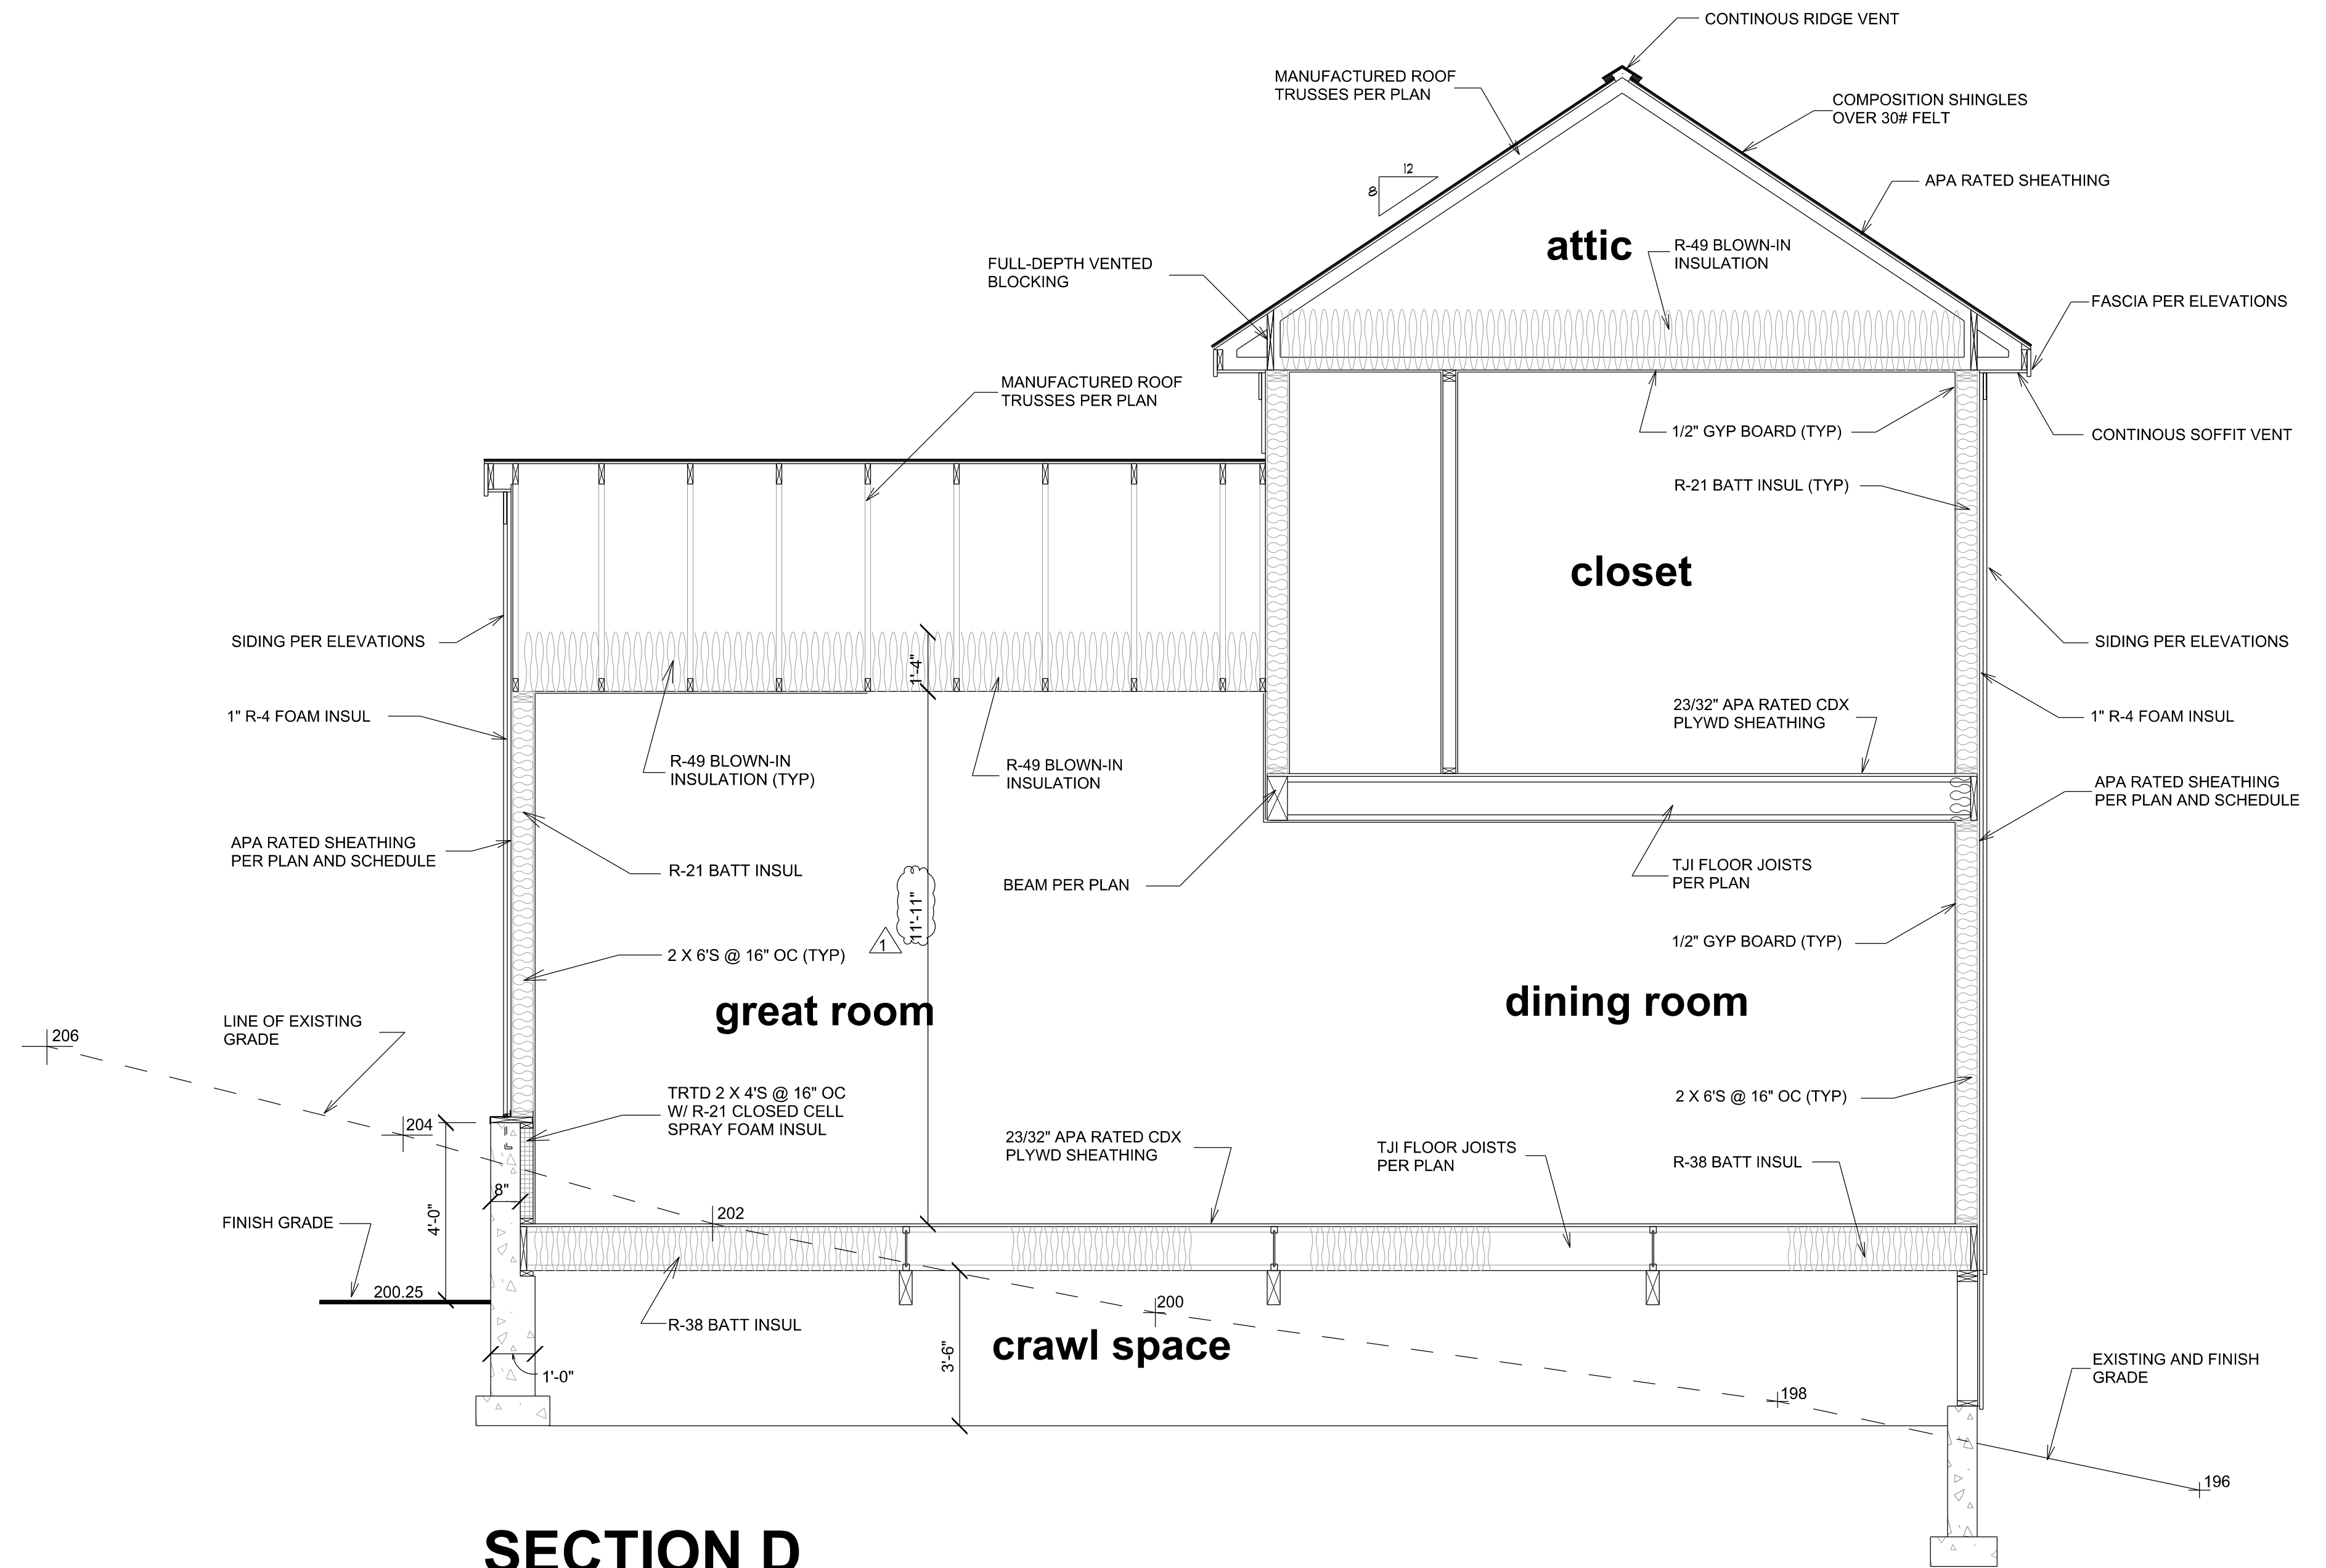 CONTINOUS RIDGE VENT
MANUFACTURED ROOF
TRUSSES PER PLAN
COMPOSITION SHINGLES
OVER 30# FELT
12
8
APA RATED SHEATHING
attic
R-49 BLOWN-IN
INSULATION
FULL-DEPTH VENTED
BLOCKING
FASCIA PER ELEVATIONS
MANUFACTURED ROOF
TRUSSES PER PLAN
1/2" GYP BOARD (TYP)
CONTINOUS SOFFIT VENT
R-21 BATT INSUL (TYP)
closet
SIDING PER ELEVATIONS
1'-4"
SIDING PER ELEVATIONS
1" R-4 FOAM INSUL
23/32" APA RATED CDX
PLYWD SHEATHING
1" R-4 FOAM INSUL
R-49 BLOWN-IN
INSULATION (TYP)
R-49 BLOWN-IN
INSULATION
APA RATED SHEATHING
PER PLAN AND SCHEDULE
APA RATED SHEATHING
PER PLAN AND SCHEDULE
R-21 BATT INSUL
BEAM PER PLAN
TJI FLOOR JOISTS
PER PLAN
11'-11"
1
1/2" GYP BOARD (TYP)
2 X 6'S @ 16" OC (TYP)
great room
dining room
LINE OF EXISTING
GRADE
206
TRTD 2 X 4'S @ 16" OC
W/ R-21 CLOSED CELL
SPRAY FOAM INSUL
2 X 6'S @ 16" OC (TYP)
204
23/32" APA RATED CDX
PLYWD SHEATHING
TJI FLOOR JOISTS
PER PLAN
R-38 BATT INSUL
8"
4'-0"
FINISH GRADE
202
200.25
200
R-38 BATT INSUL
crawl space
3'-6"
1'-0"
EXISTING AND FINISH
GRADE
198
196
SECTION D